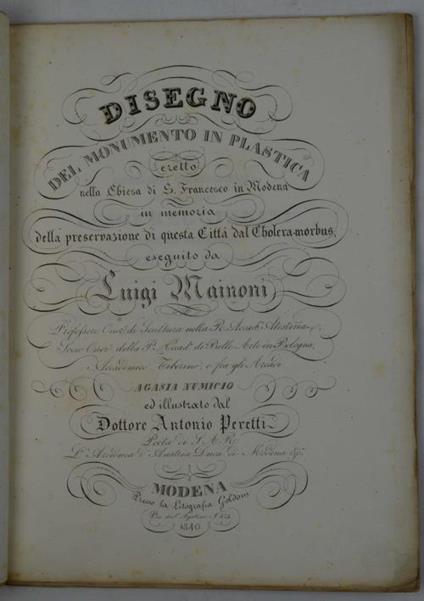 DISEGNO
DEL MONUMENTO IN PLASTICA
eretto
nella Chiesa di S. Francesco in Modena
in memoria
della preservazione di questa Città dal Cholera-morbus,
eseguito da
Luigi Mainoni
Professore di Scultura nella R. Accad. Atestina,
Socio della P. Accad. di Belle Arti in Bologna,
Accademico Tiberino, e fra gli Arcadi
AGASIA NUMICIO
ed illustrato dal
Dottore Antonio Peretti
Poeta di S. A. R.
L'Arciduca d'Austria Duca di Modena &c.
MODENA
Presso la Litografia Goldoni
1840